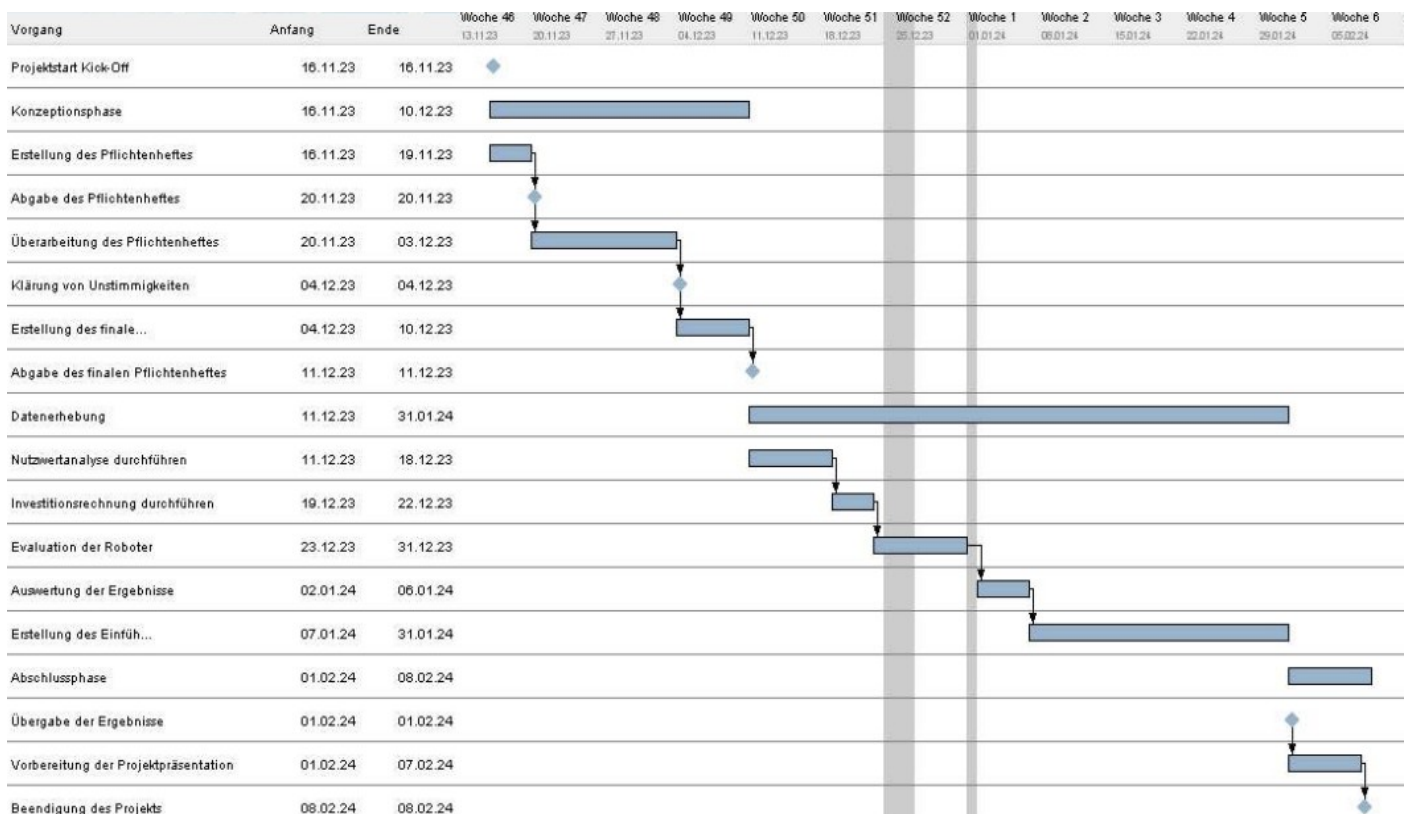 Vorgang Anfang Ende Woche 46 Woche 47 Woche 48 Woche 49 Woche 50 Woche 51 Woche 52 Woche 1 Woche 2 Woche 3 Woche 4 Woche 5 Woche 6
13.11.23 20.11.23 27.11.23 04.12.23 11.12.23 18.12.23 25.12.23 01.01.24 08.01.24 15.01.24 22.01.24 29.01.24 05.02.24
Projektstart Kick-Off 16.11.23 16.11.23
Konzeptionsphase 16.11.23 10.12.23
Erstellung des Pflichtenheftes 16.11.23 19.11.23
Abgabe des Pflichtenheftes 20.11.23 20.11.23
Überarbeitung des Pflichtenheftes 20.11.23 03.12.23
Klärung von Unstimmigkeiten 04.12.23 04.12.23
Erstellung des finale... 04.12.23 10.12.23
Abgabe des finalen Pflichtenheftes 11.12.23 11.12.23
Datenerhebung 11.12.23 31.01.24
Nutzwertanalyse durchführen 11.12.23 18.12.23
Investitionsrechnung durchführen 19.12.23 22.12.23
Evaluation der Roboter 23.12.23 31.12.23
Auswertung der Ergebnisse 02.01.24 06.01.24
Erstellung des Einfüh... 07.01.24 31.01.24
Abschlussphase 01.02.24 08.02.24
Übergabe der Ergebnisse 01.02.24 01.02.24
Vorbereitung der Projektpräsentation 01.02.24 07.02.24
Beendigung des Projekts 08.02.24 08.02.24